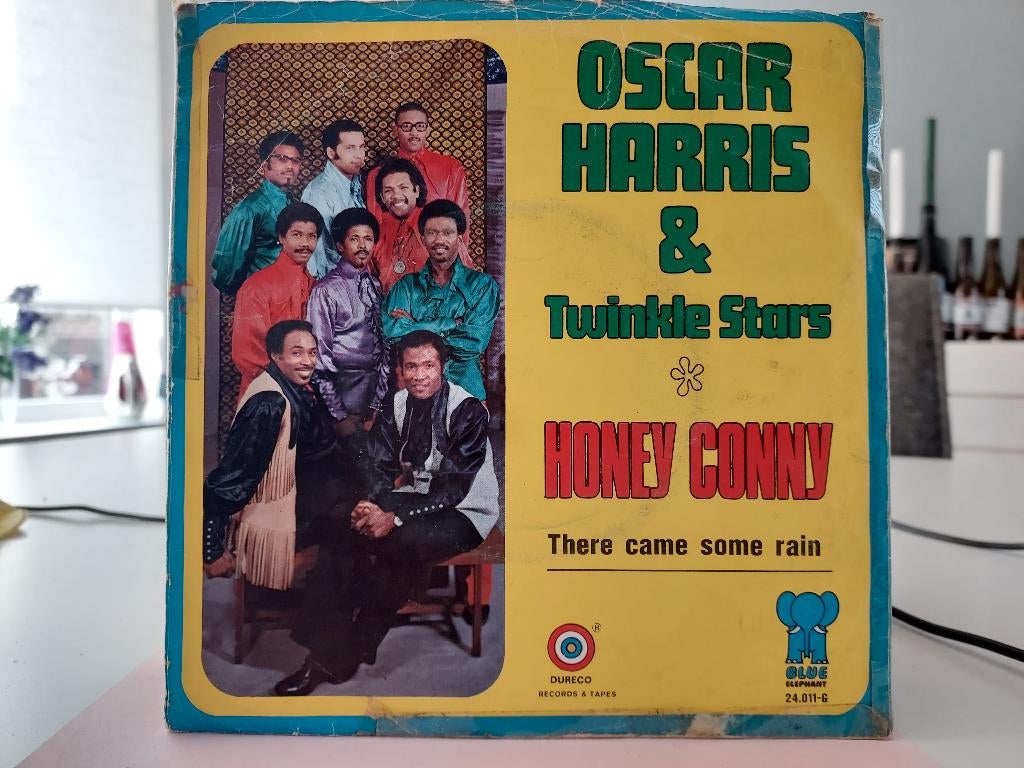 OSCAR
HARRIS
&
Twinkle Stars
HONEY CONNY
There came some rain
®
DURECO
RECORDS & TAPES
BLUE
ELEPHANT
24.011-G